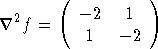 ∇²f = ( -2 1
1 -2 )